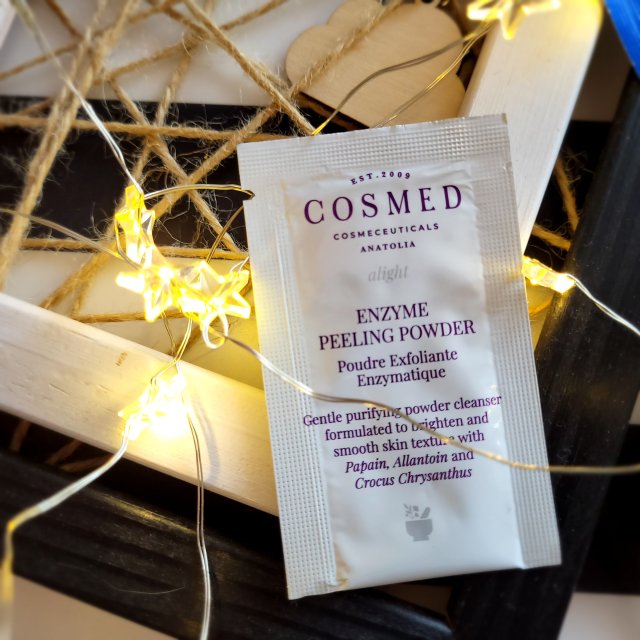 EST.2009
COSMED
COSMECEUTICALS
ANATOLIA
alight
ENZYME
PEELING POWDER
Poudre Exfoliante
Enzymatique
Gentle purifying powder cleanser
formulated to brighten and
smooth skin texture with
Papain, Allantoin and
Crocus Chrysanthus